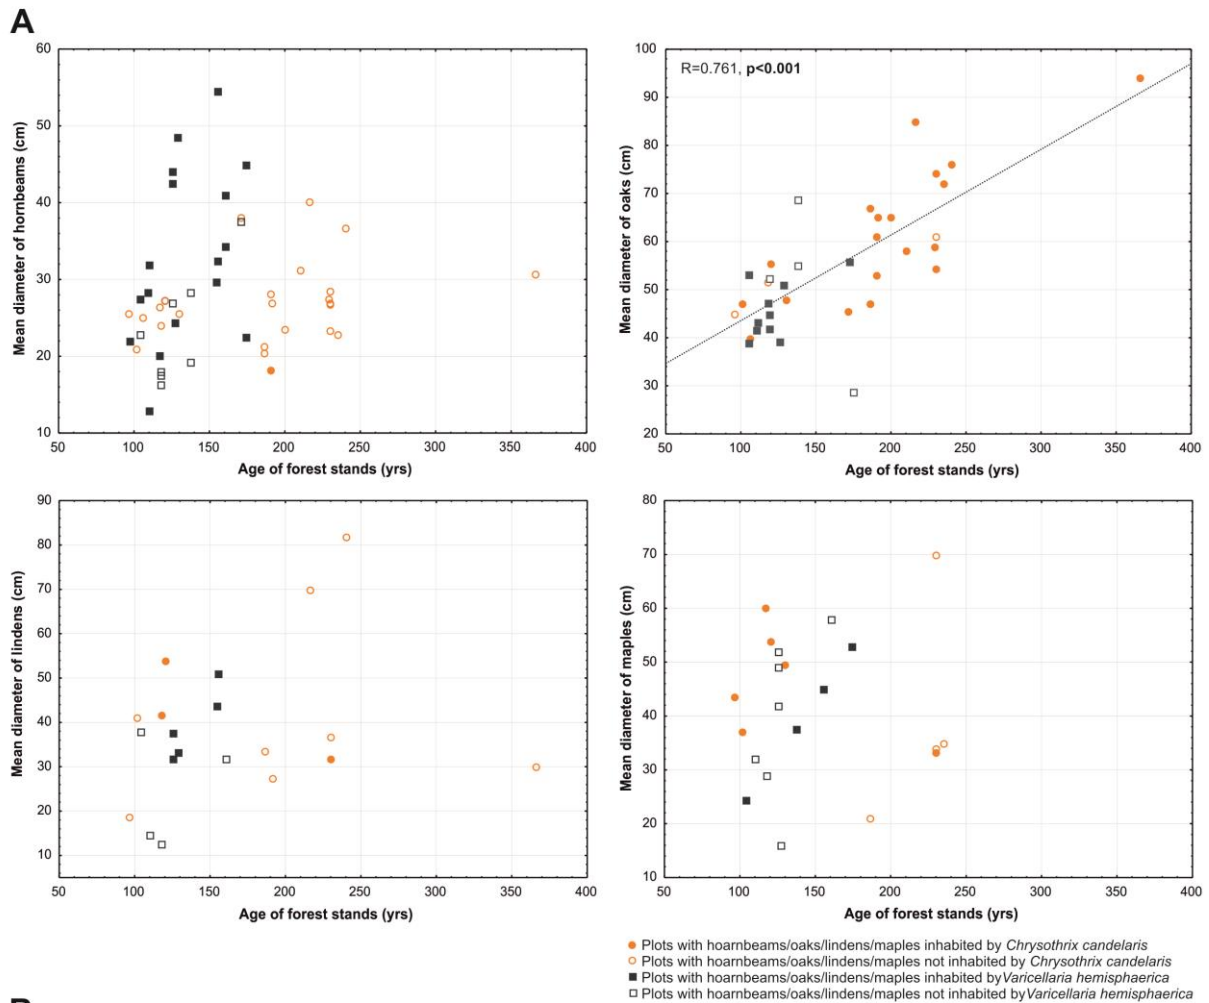 A
60
50
40
30
20
10
50 100 150 200 250 300 350 400
Mean diameter of hornbeams (cm)
Age of forest stands (yrs)
R=0.761, p<0.001
100
90
80
70
60
50
40
30
20
50 100 150 200 250 300 350 400
Mean diameter of oaks (cm)
Age of forest stands (yrs)
90
80
70
60
50
40
30
20
10
50 100 150 200 250 300 350 400
Mean diameter of lindens (cm)
Age of forest stands (yrs)
80
70
60
50
40
30
20
10
50 100 150 200 250 300 350 400
Mean diameter of maples (cm)
Age of forest stands (yrs)
Plots with hoarnbeams/oaks/lindens/maples inhabited by Chrysothrix candelaris
Plots with hoarnbeams/oaks/lindens/maples not inhabited by Chrysothrix candelaris
Plots with hoarnbeams/oaks/lindens/maples inhabited byVaricellaria hemisphaerica
Plots with hoarnbeams/oaks/lindens/maples not inhabited byVaricellaria hemisphaerica